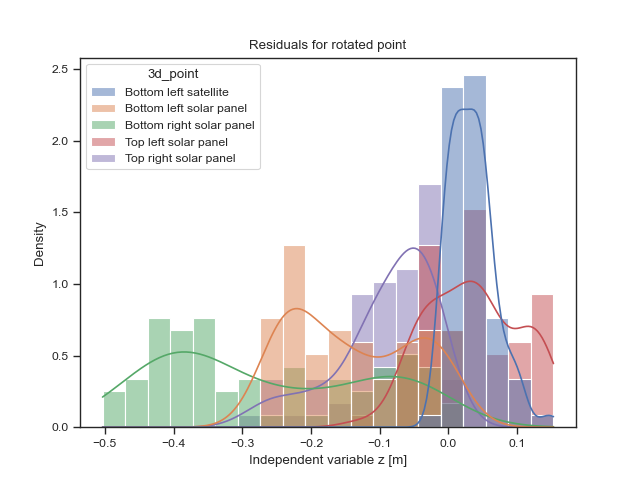 Residuals for rotated point
3d_point
Bottom left satellite
Bottom left solar panel
Bottom right solar panel
Top left solar panel
Top right solar panel
Density
2.5
2.0
1.5
1.0
0.5
0.0
−0.5 −0.4 −0.3 −0.2 −0.1 0.0 0.1
Independent variable z [m]